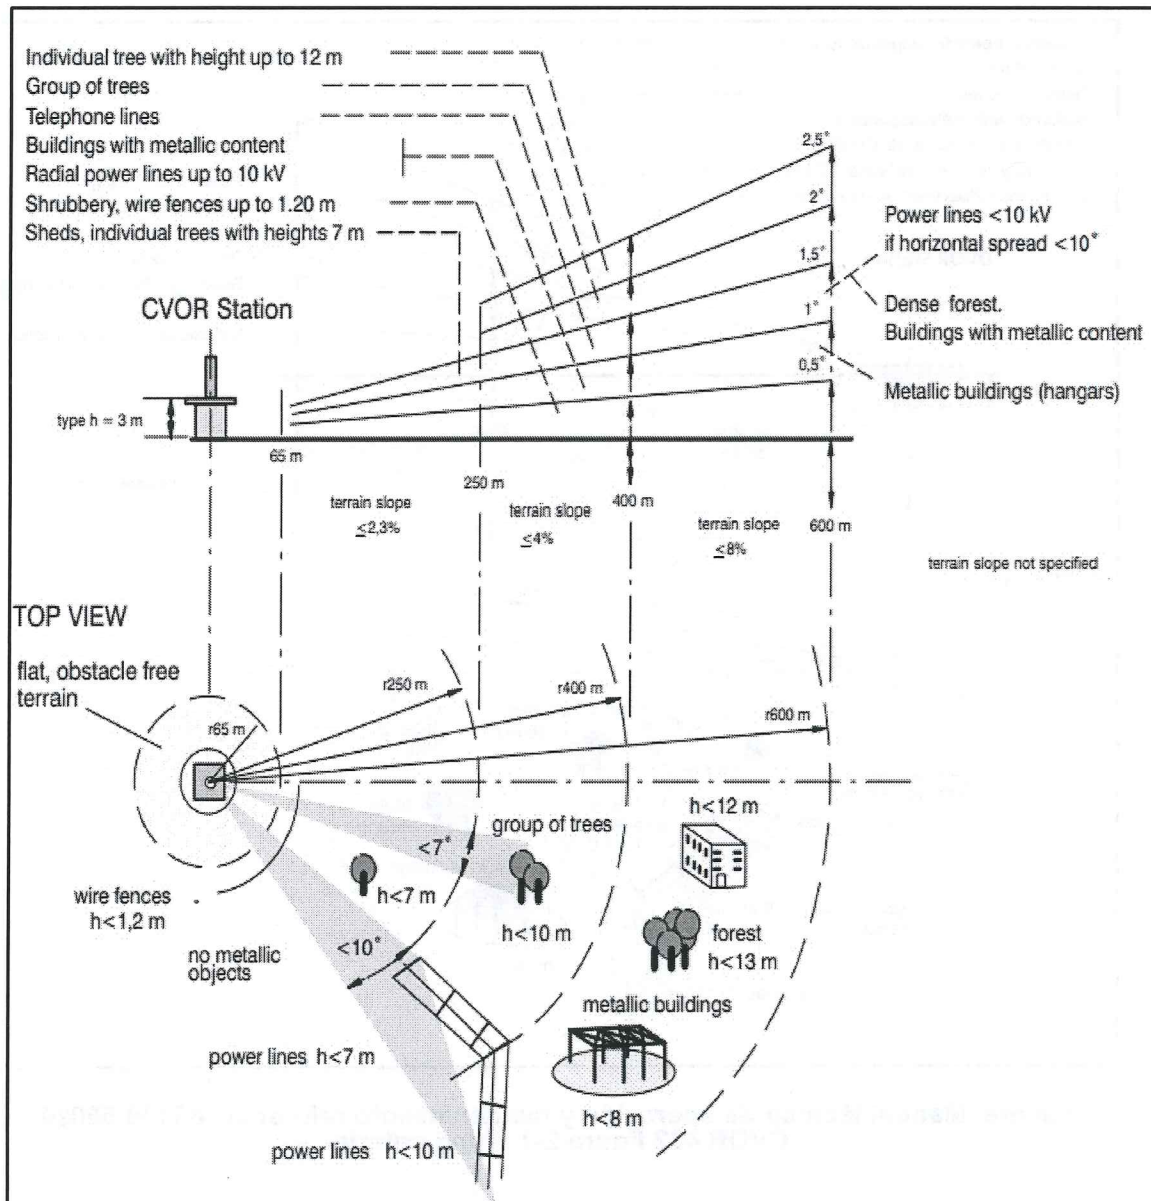 Individual tree with height up to 12 m
Group of trees
Telephone lines
Buildings with metallic content
Radial power lines up to 10 kV
Shrubbery, wire fences up to 1.20 m
Sheds, individual trees with heights 7 m
2,5°
2°
1,5°
1°
0,5°
Power lines <10 kV
if horizontal spread <10°
Dense forest.
Buildings with metallic content
Metallic buildings (hangars)
CVOR Station
type h = 3 m
65 m
250 m
400 m
600 m
terrain slope
≤2,3%
terrain slope
≤4%
terrain slope
≤8%
terrain slope not specified
TOP VIEW
flat, obstacle free
terrain
r65 m
r250 m
r400 m
r600 m
wire fences
h<1,2 m
no metallic
objects
<7°
<10°
h<7 m
group of trees
h<10 m
h<12 m
forest
h<13 m
metallic buildings
h<8 m
power lines h<7 m
power lines h<10 m